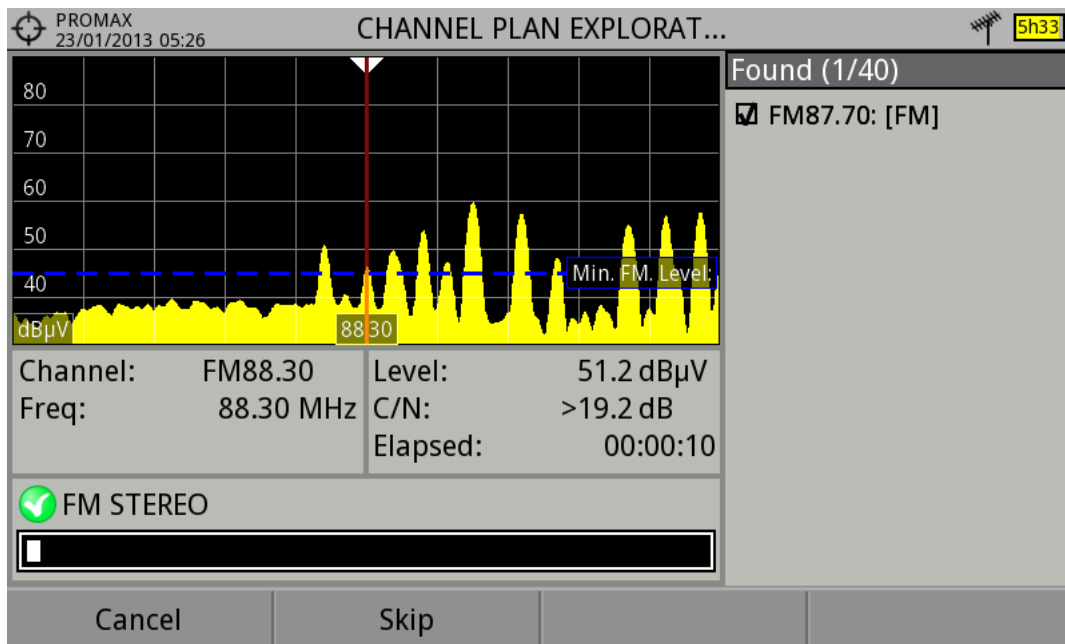 PROMAX
23/01/2013 05:26
CHANNEL PLAN EXPLORAT...
5h33
80
70
60
50
40
dBµV
Min. FM. Level:
88.30
Found (1/40)
FM87.70: [FM]
Channel: FM88.30
Freq: 88.30 MHz
Level: 51.2 dBµV
C/N: >19.2 dB
Elapsed: 00:00:10
FM STEREO
Cancel
Skip